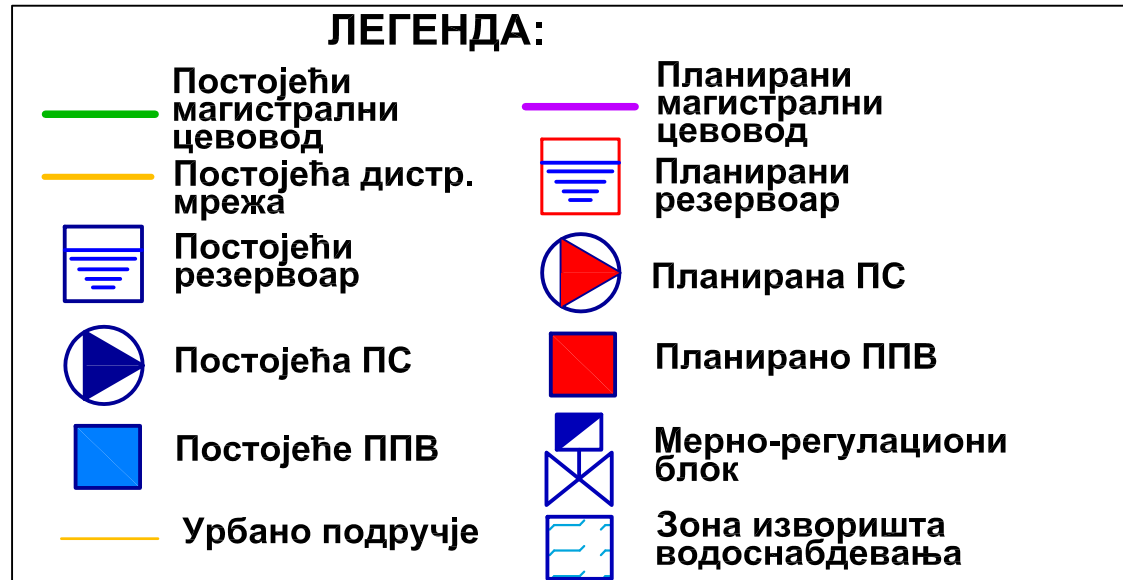 ЛЕГЕНДА:
Постојећи
магистрални
цевовод
Постојећа дистр.
мрежа
Постојећи
резервоар
Постојећа ПС
Постојеће ППВ
Урбано подручје
Планирани
магистрални
цевовод
Планирани
резервоар
Планирана ПС
Планирано ППВ
Мерно-регулациони
блок
Зона изворишта
водоснабдевања